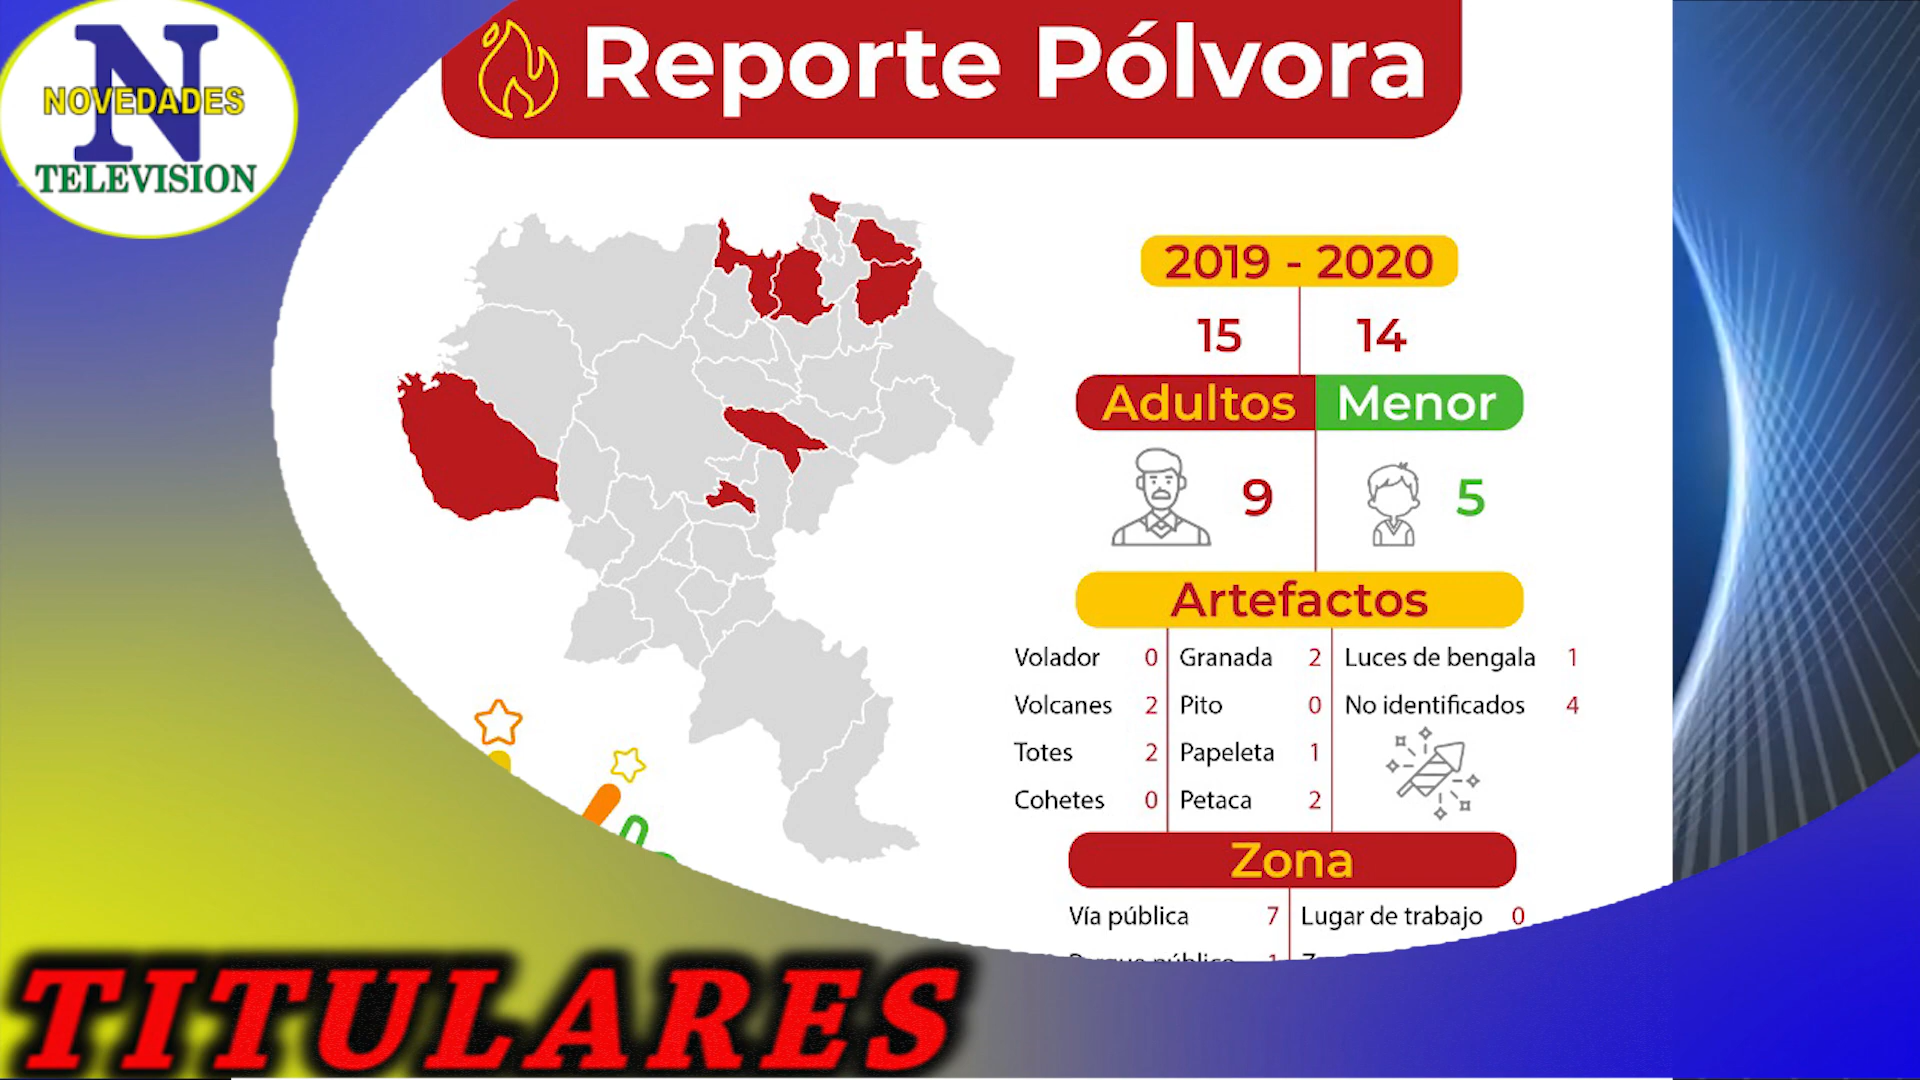 N
NOVEDADES
TELEVISION
Reporte Pólvora
2019 - 2020
15 14
Adultos Menor
9 5
Artefactos
Volador 0 Granada 2 Luces de bengala 1
Volcanes 2 Pito 0 No identificados 4
Totes 2 Papeleta 1
Cohetes 0 Petaca 2
Zona
Vía pública 7 Lugar de trabajo 0
TITULARES